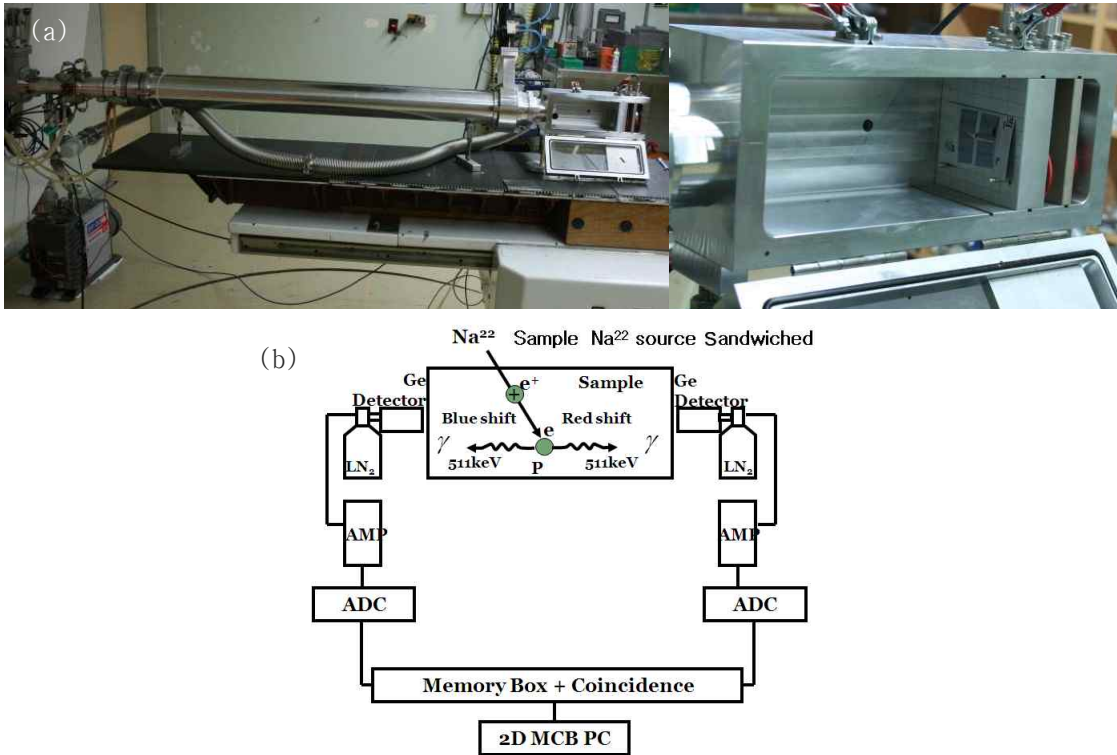 (a)
(b)
Na²² Sample Na²² source Sandwiched
Ge Detector
e⁺
Sample
Ge Detector
Blue shift
e
Red shift
γ
γ
511keV
P
511keV
LN₂
LN₂
AMP
AMP
ADC
ADC
Memory Box + Coincidence
2D MCB PC